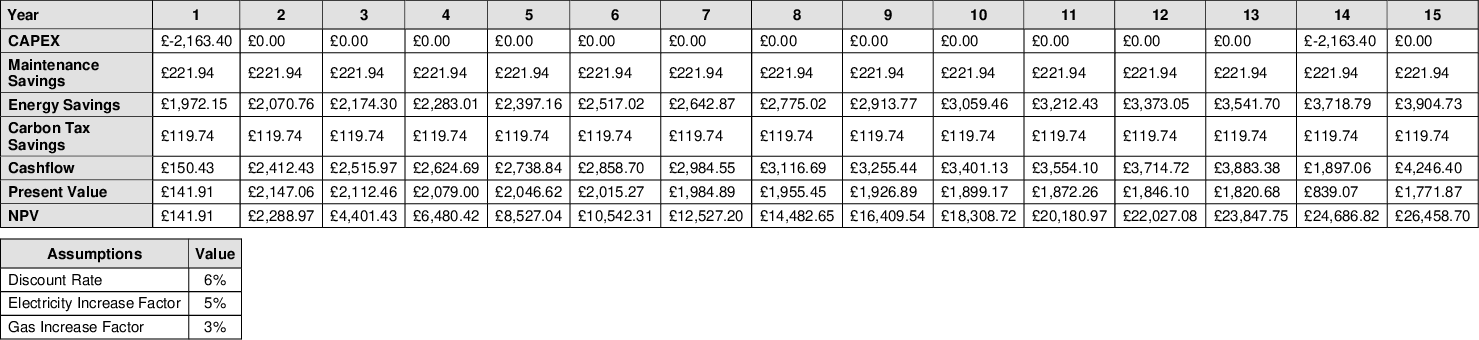 Year 1 2 3 4 5 6 7 8 9 10 11 12 13 14 15
CAPEX £-2,163.40 £0.00 £0.00 £0.00 £0.00 £0.00 £0.00 £0.00 £0.00 £0.00 £0.00 £0.00 £0.00 £-2,163.40 £0.00
Maintenance
Savings £221.94 £221.94 £221.94 £221.94 £221.94 £221.94 £221.94 £221.94 £221.94 £221.94 £221.94 £221.94 £221.94 £221.94 £221.94
Energy Savings £1,972.15 £2,070.76 £2,174.30 £2,283.01 £2,397.16 £2,517.02 £2,642.87 £2,775.02 £2,913.77 £3,059.46 £3,212.43 £3,373.05 £3,541.70 £3,718.79 £3,904.73
Carbon Tax
Savings £119.74 £119.74 £119.74 £119.74 £119.74 £119.74 £119.74 £119.74 £119.74 £119.74 £119.74 £119.74 £119.74 £119.74 £119.74
Cashflow £150.43 £2,412.43 £2,515.97 £2,624.69 £2,738.84 £2,858.70 £2,984.55 £3,116.69 £3,255.44 £3,401.13 £3,554.10 £3,714.72 £3,883.38 £1,897.06 £4,246.40
Present Value £141.91 £2,147.06 £2,112.46 £2,079.00 £2,046.62 £2,015.27 £1,984.89 £1,955.45 £1,926.89 £1,899.17 £1,872.26 £1,846.10 £1,820.68 £839.07 £1,771.87
NPV £141.91 £2,288.97 £4,401.43 £6,480.42 £8,527.04 £10,542.31 £12,527.20 £14,482.65 £16,409.54 £18,308.72 £20,180.97 £22,027.08 £23,847.75 £24,686.82 £26,458.70
Assumptions Value
Discount Rate 6%
Electricity Increase Factor 5%
Gas Increase Factor 3%